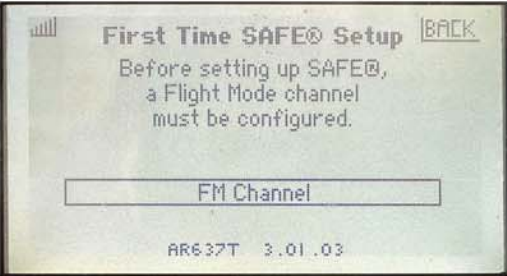 First Time SAFE® Setup
BACK
Before setting up SAFE®,
a Flight Mode channel
must be configured.
FM Channel
AR637T 3.01.03